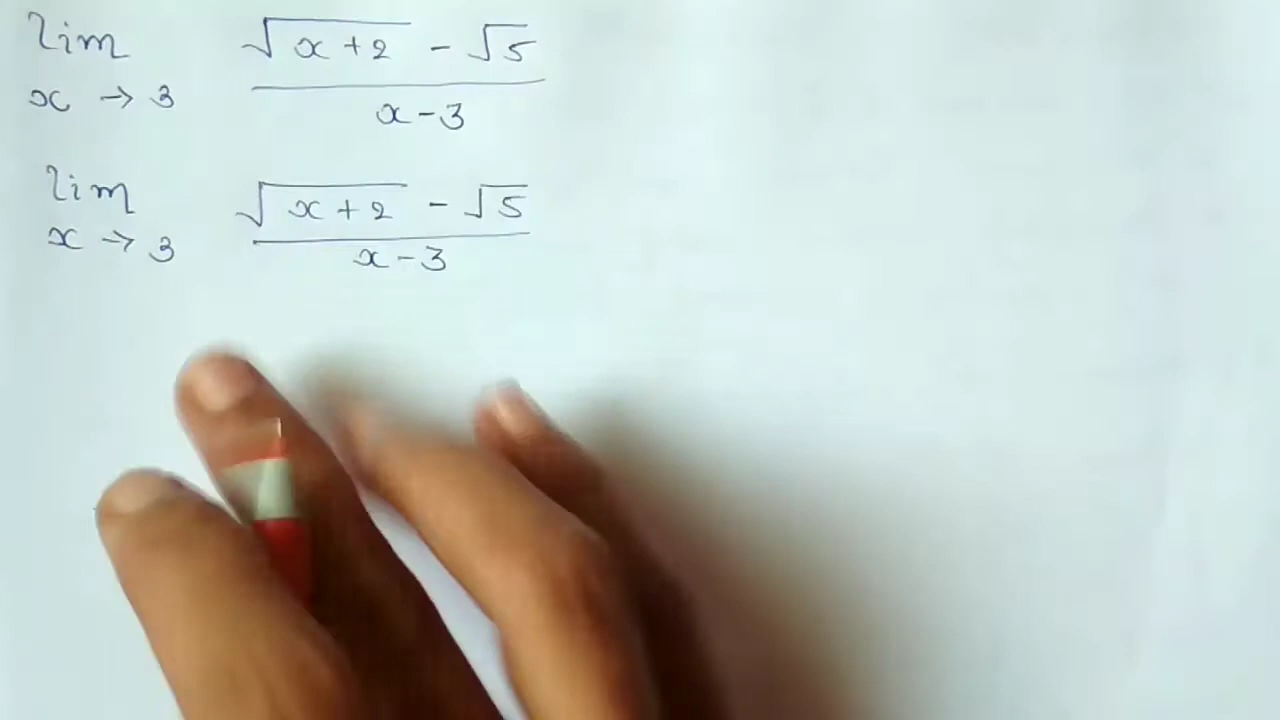 lim √x+2 - √5
x → 3 x-3
lim √x+2 - √5
x → 3 x-3